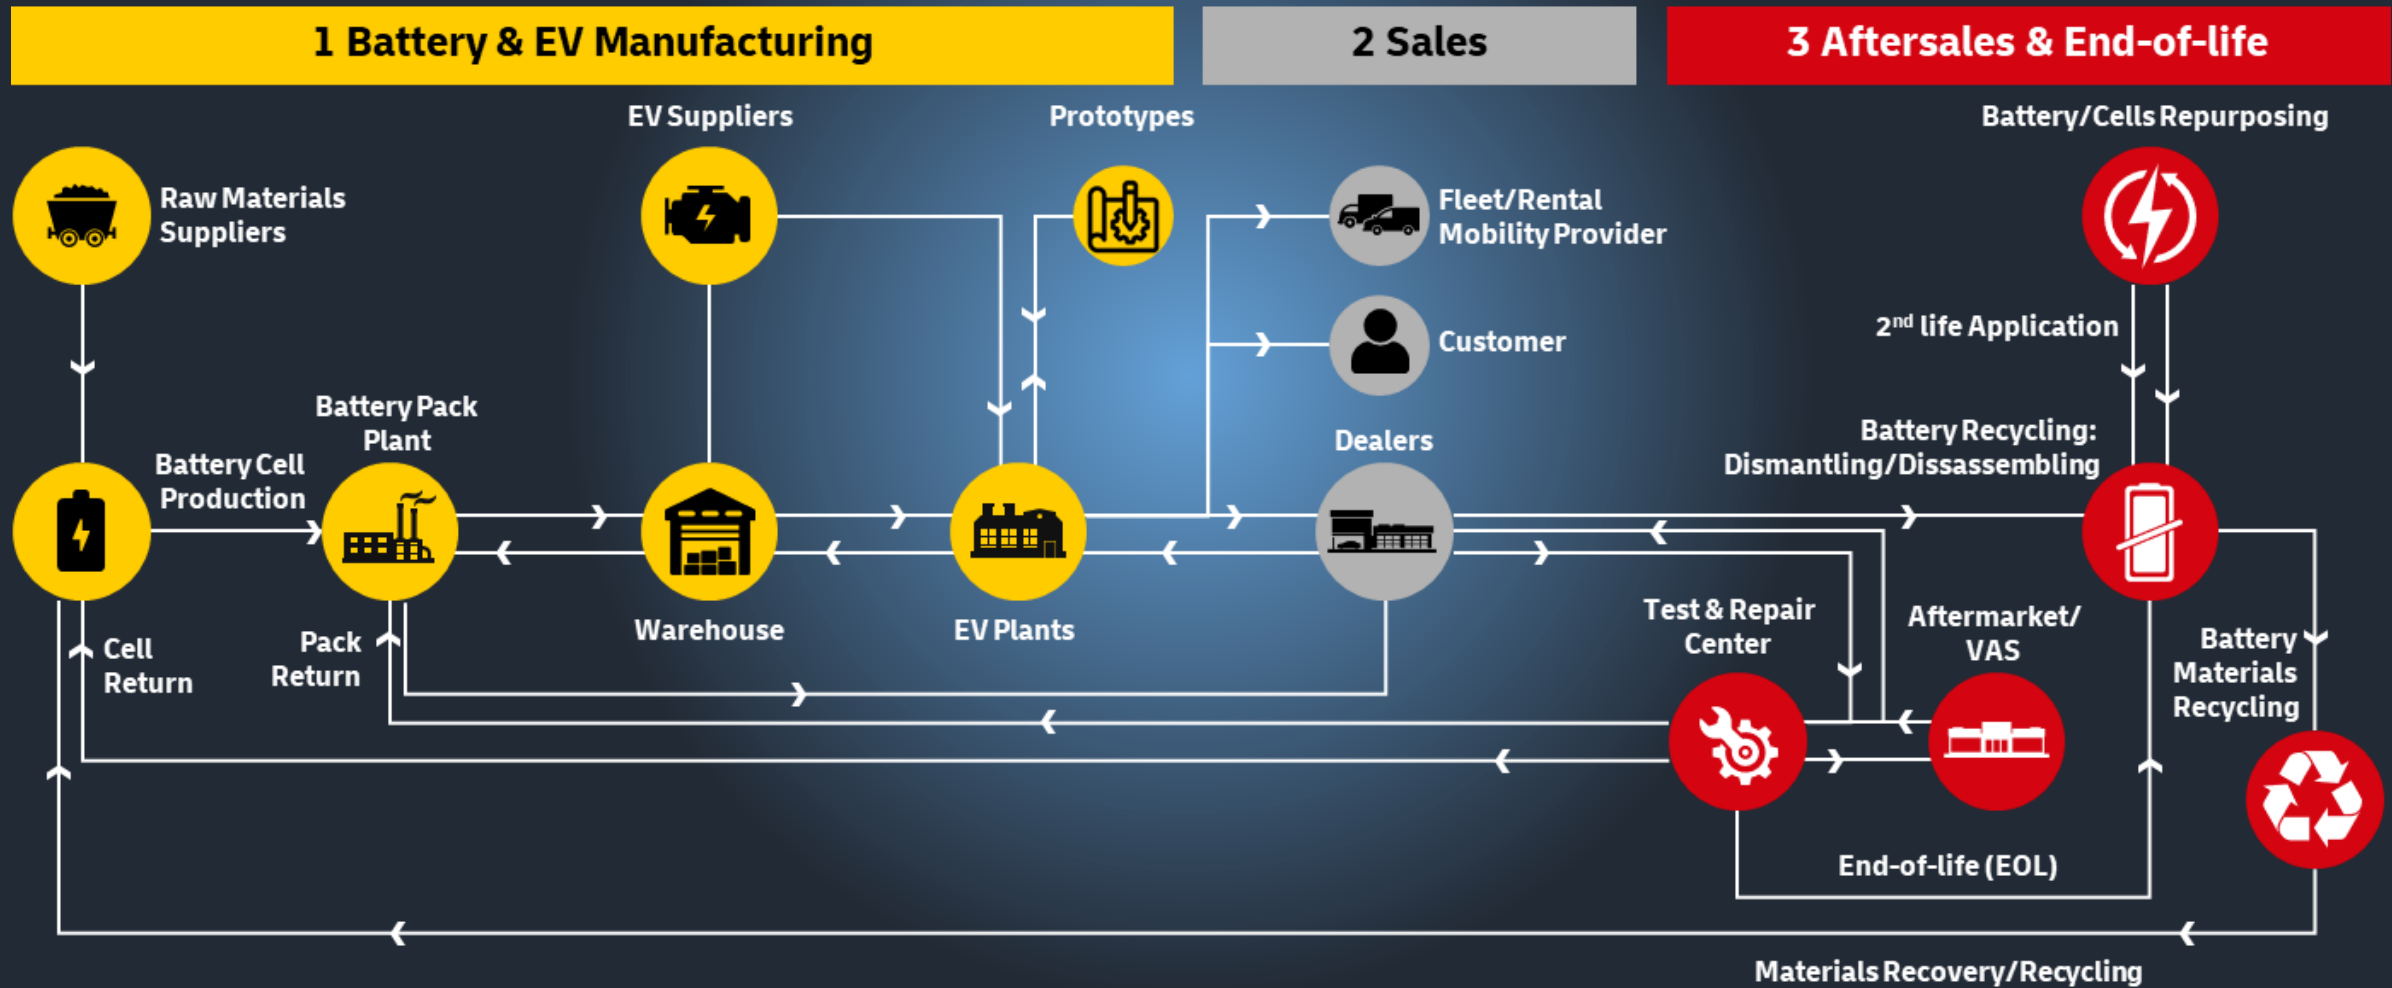 1 Battery & EV Manufacturing
2 Sales
3 Aftersales & End-of-life
EV Suppliers
Prototypes
Battery/Cells Repurposing
Raw Materials
Suppliers
Fleet/Rental
Mobility Provider
2nd life Application
Customer
Battery Pack
Plant
Dealers
Battery Recycling:
Dismantling/Dissassembling
Battery Cell
Production
Warehouse
EV Plants
Test & Repair
Center
Aftermarket/
VAS
Cell
Return
Pack
Return
Battery
Materials
Recycling
End-of-life (EOL)
Materials Recovery/Recycling